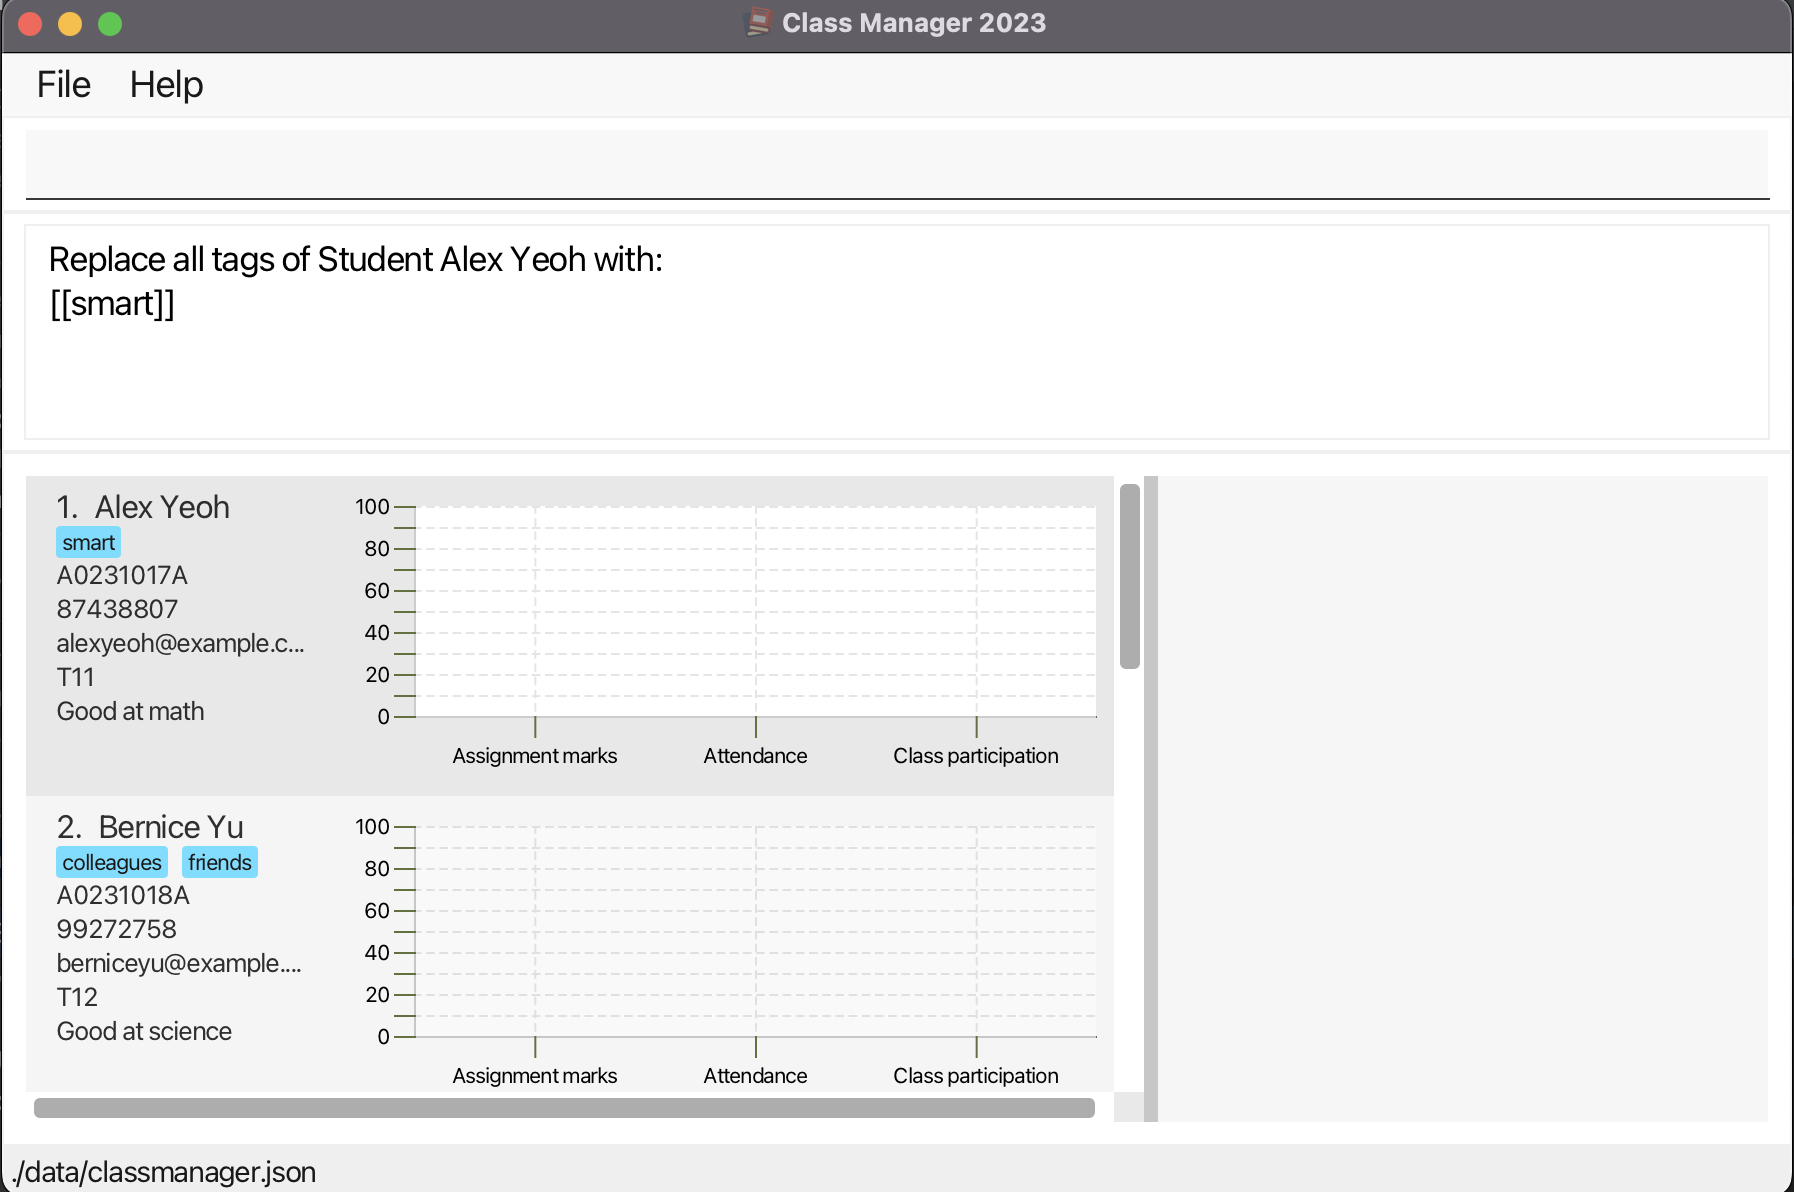 Class Manager 2023
File Help
Replace all tags of Student Alex Yeoh with:
[[smart]]
1. Alex Yeoh
smart
A0231017A
87438807
alexyeoh@example.c...
T11
Good at math
100
80
60
40
20
0
Assignment marks Attendance Class participation
2. Bernice Yu
colleagues friends
A0231018A
99272758
berniceyu@example....
T12
Good at science
100
80
60
40
20
0
Assignment marks Attendance Class participation
./data/classmanager.json